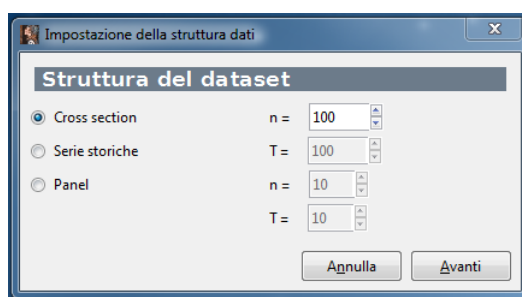 Impostazione della struttura dati
Struttura del dataset
Cross section n = 100
Serie storiche T = 100
Panel n = 10
T = 10
Annulla Avanti